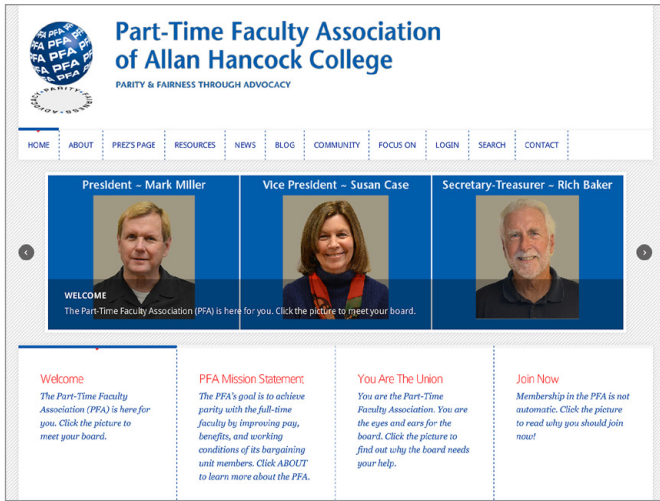 Part-Time Faculty Association
of Allan Hancock College
PARITY & FAIRNESS THROUGH ADVOCACY
PFA
PARITY FAIRNESS ADVOCACY
HOME ABOUT PREZ'S PAGE RESOURCES NEWS BLOG COMMUNITY FOCUS ON LOGIN SEARCH CONTACT
President ~ Mark Miller
Vice President ~ Susan Case
Secretary-Treasurer ~ Rich Baker
WELCOME
The Part-Time Faculty Association (PFA) is here for you. Click the picture to meet your board.
Welcome
The Part-Time Faculty
Association (PFA) is here for
you. Click the picture to
meet your board.
PFA Mission Statement
The PFA's goal is to achieve
parity with the full-time
faculty by improving pay,
benefits, and working
conditions of its bargaining
unit members. Click ABOUT
to learn more about the PFA.
You Are The Union
You are the Part-Time
Faculty Association. You are
the eyes and ears for the
board. Click the picture to
find out why the board needs
your help.
Join Now
Membership in the PFA is not
automatic. Click the picture
to read why you should join
now!